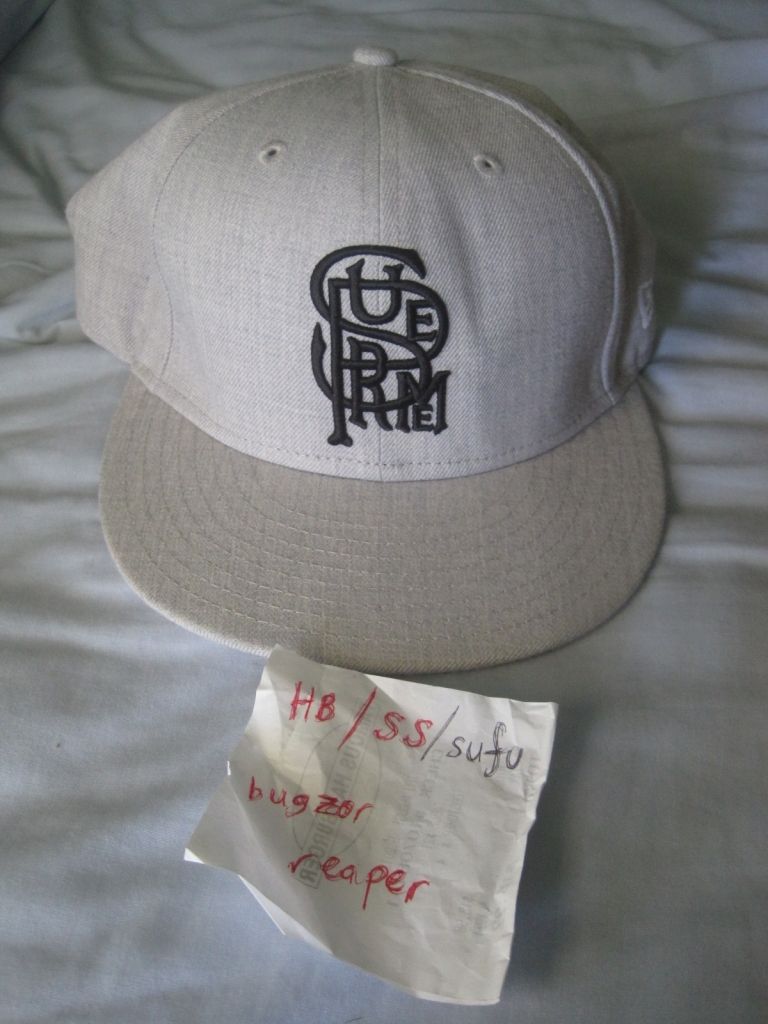 SUPREME
HB / SS / sufu
bugzor
reaper